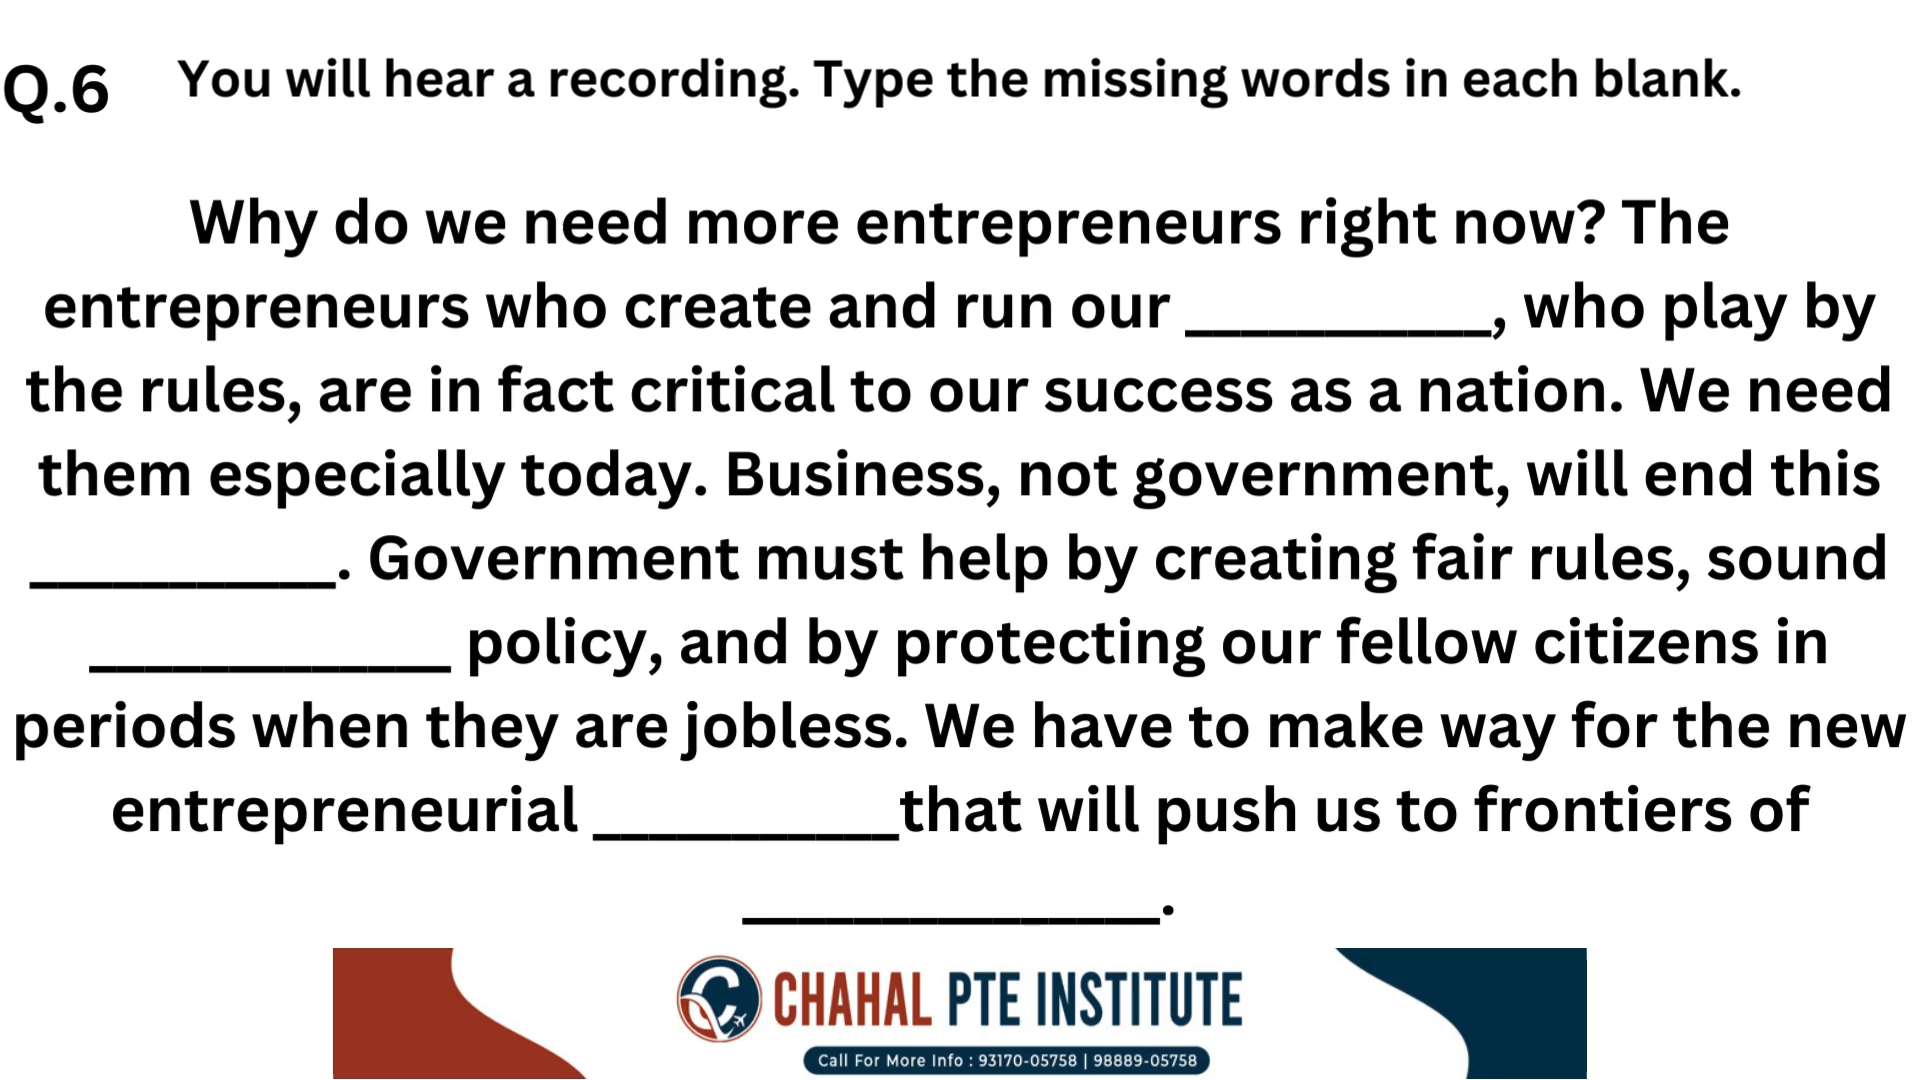 Q.6 You will hear a recording. Type the missing words in each blank.
Why do we need more entrepreneurs right now? The
entrepreneurs who create and run our ___________, who play by
the rules, are in fact critical to our success as a nation. We need
them especially today. Business, not government, will end this
___________. Government must help by creating fair rules, sound
_____________ policy, and by protecting our fellow citizens in
periods when they are jobless. We have to make way for the new
entrepreneurial ___________that will push us to frontiers of
_______________.
CHAHAL PTE INSTITUTE
Call For More Info : 93170-05758 | 98889-05758